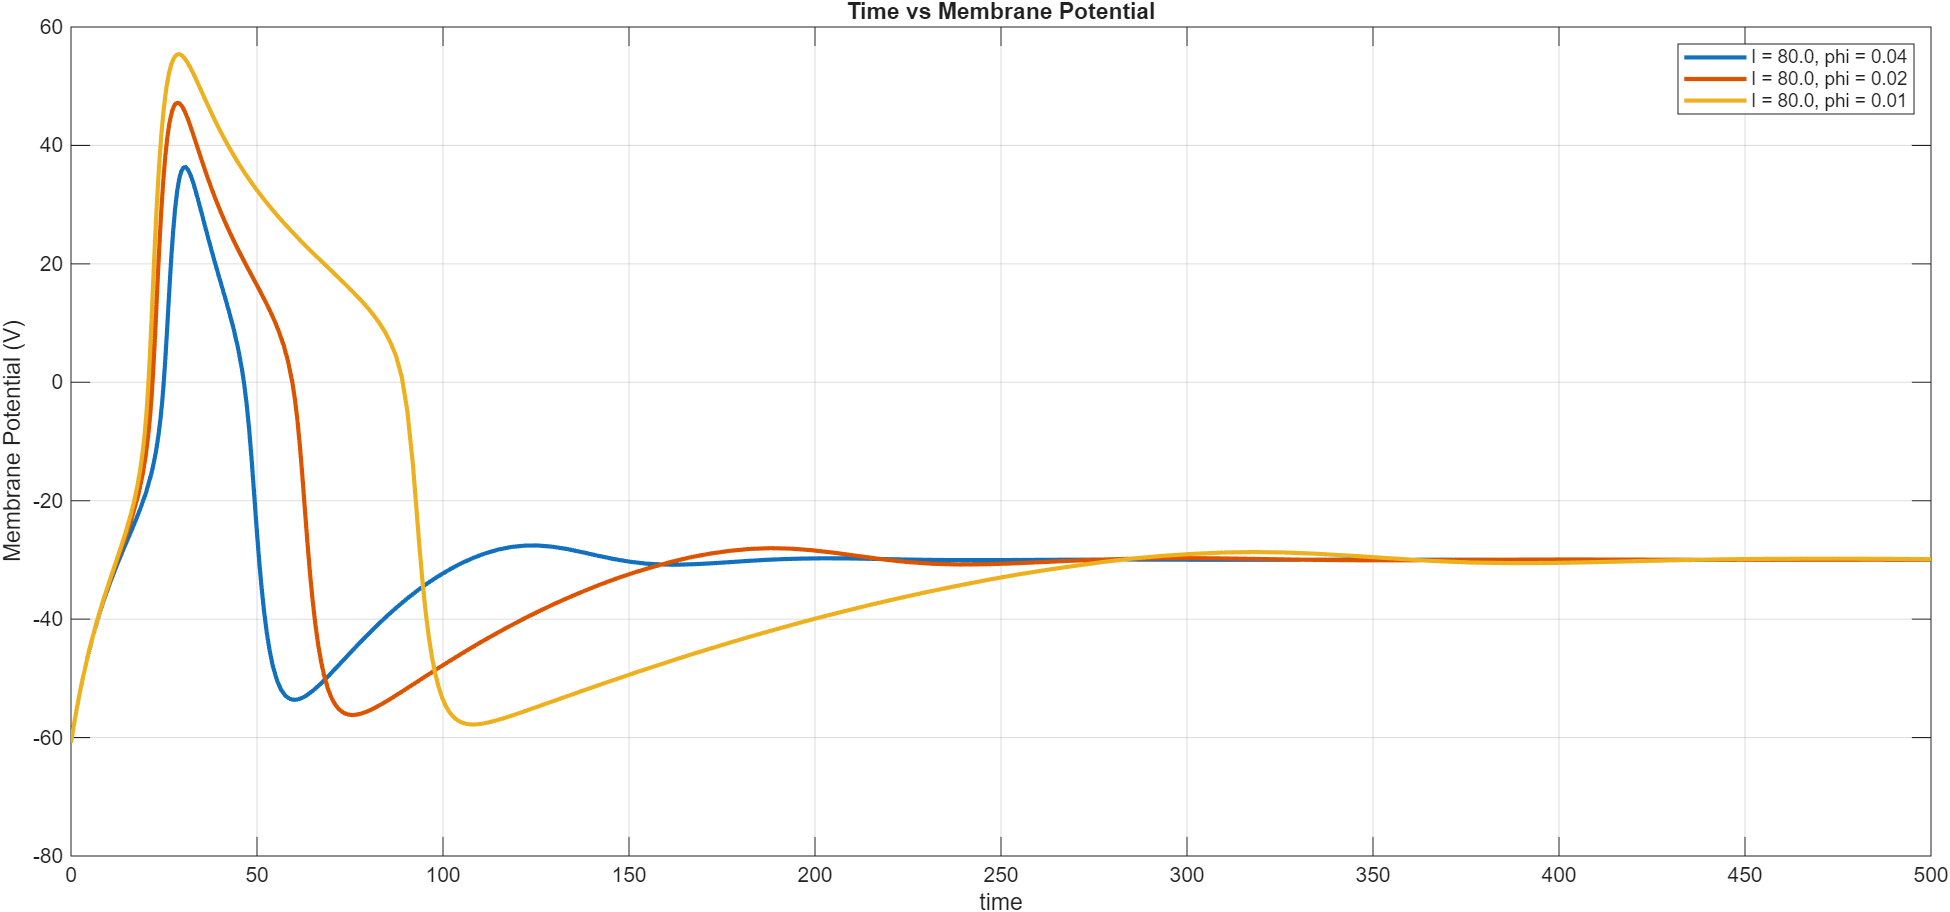 Time vs Membrane Potential
60
40
20
0
-20
-40
-60
-80
Membrane Potential (V)
0 50 100 150 200 250 300 350 400 450 500
time
I = 80.0, phi = 0.04
I = 80.0, phi = 0.02
I = 80.0, phi = 0.01